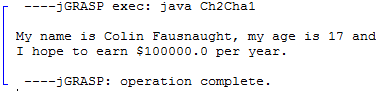 ----jGRASP exec: java Ch2Cha1
My name is Colin Fausnaught, my age is 17 and
I hope to earn $100000.0 per year.
----jGRASP: operation complete.